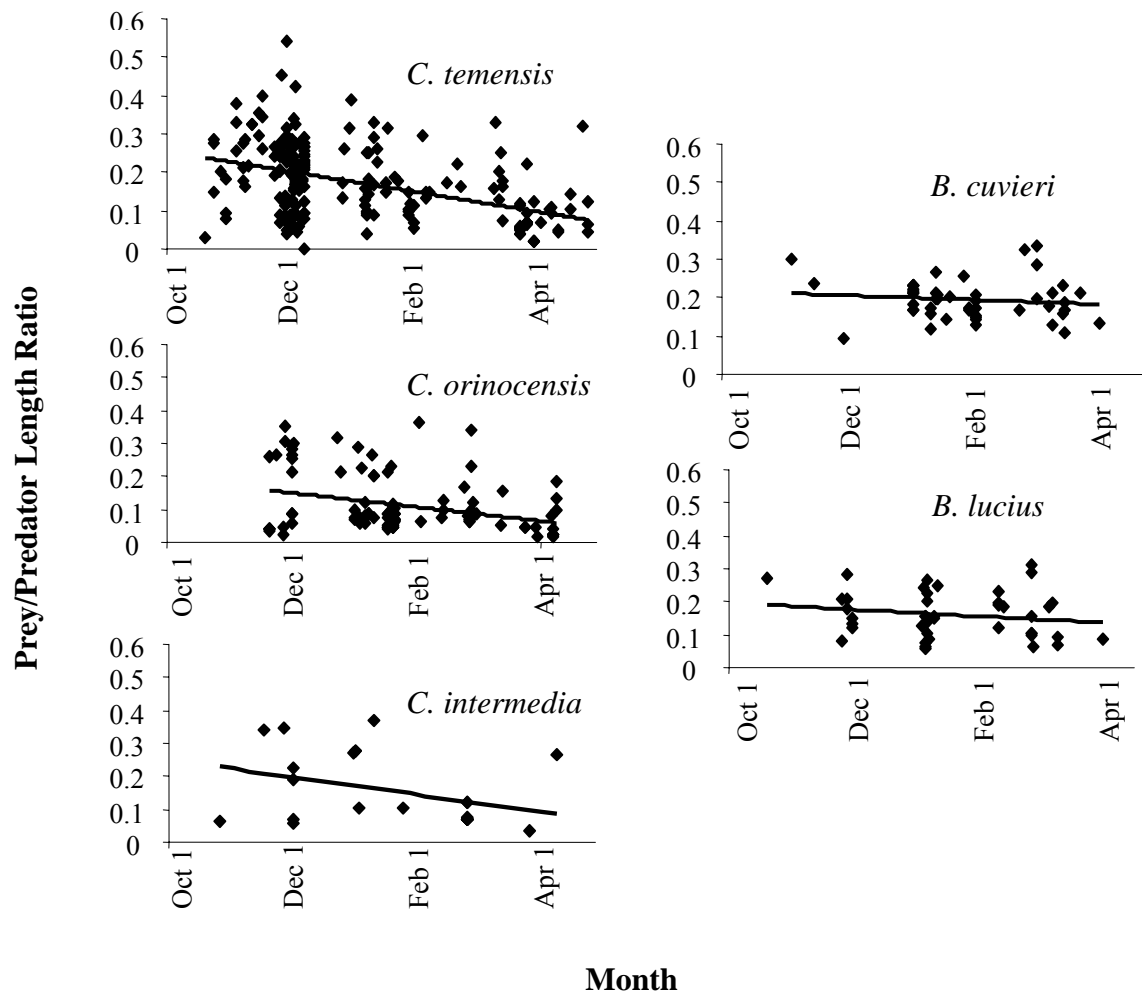 Prey/Predator Length Ratio
C. temensis
0.6
0.5
0.4
0.3
0.2
0.1
0
Oct 1
Dec 1
Feb 1
Apr 1
C. orinocensis
0.6
0.5
0.4
0.3
0.2
0.1
0
Oct 1
Dec 1
Feb 1
Apr 1
C. intermedia
0.6
0.5
0.4
0.3
0.2
0.1
0
Oct 1
Dec 1
Feb 1
Apr 1
B. cuvieri
0.6
0.5
0.4
0.3
0.2
0.1
0
Oct 1
Dec 1
Feb 1
Apr 1
B. lucius
0.6
0.5
0.4
0.3
0.2
0.1
0
Oct 1
Dec 1
Feb 1
Apr 1
Month